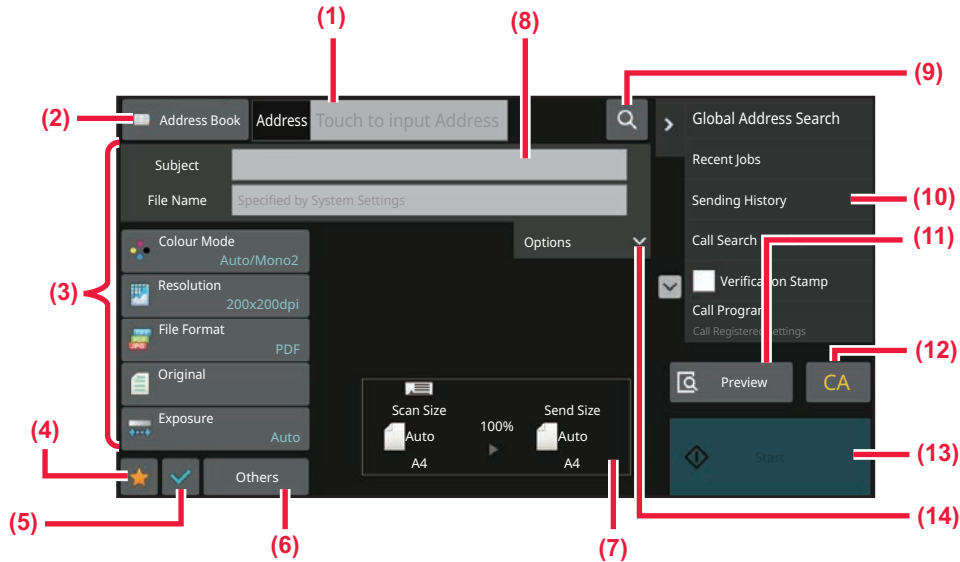 (1)
(8)
(9)
(2)
Address Book
Address
Touch to input Address
Global Address Search
(3)
Subject
File Name
Specified by System Settings
Recent Jobs
Sending History
(10)
Options
Call Search
(11)
Colour Mode
Auto/Mono2
Resolution
200x200dpi
File Format
PDF
Original
Exposure
Auto
Verification Stamp
Call Program
Call Registered Settings
(12)
Preview
CA
Scan Size
Auto
A4
100%
Send Size
Auto
A4
(4)
Start
(13)
Others
(5)
(6)
(7)
(14)